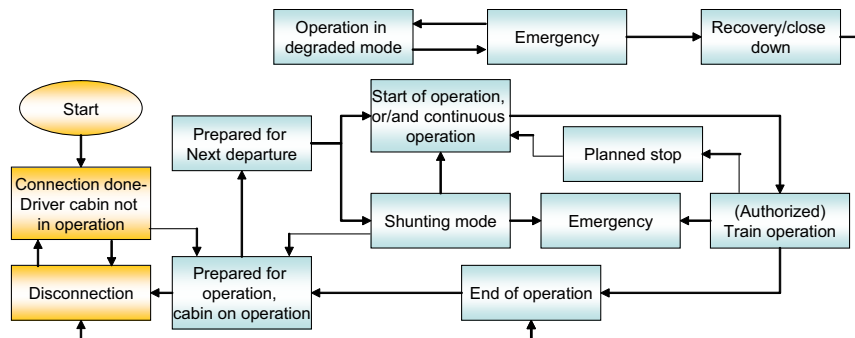 Operation in
degraded mode
Emergency
Recovery/close
down
Start
Prepared for
Next departure
Start of operation,
or/and continuous
operation
Planned stop
Connection done-
Driver cabin not
in operation
Shunting mode
Emergency
(Authorized)
Train operation
Disconnection
Prepared for
operation,
cabin on operation
End of operation